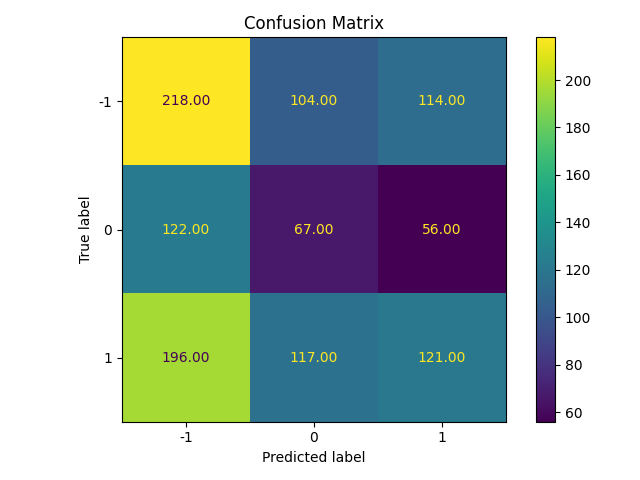 Confusion Matrix
-1 218.00 104.00 114.00
0 122.00 67.00 56.00
1 196.00 117.00 121.00
-1 0 1
Predicted label
True label
200
180
160
140
120
100
80
60